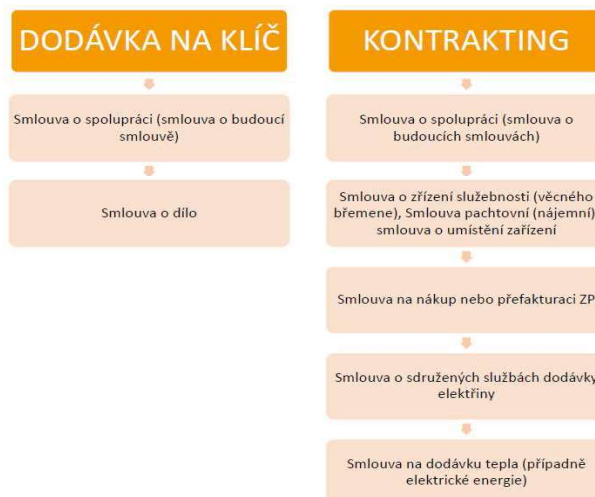 DODÁVKA NA KLÍČ
Smlouva o spolupráci (smlouva o budoucí
smlouvě)
Smlouva o dílo
KONTRAKTING
Smlouva o spolupráci (smlouva o
budoucích smlouvách)
Smlouva o zřízení služebnosti (věcného
břemene), Smlouva pachtovní (nájemní)
smlouva o umístění zařízení
Smlouva na nákup nebo přefakturaci ZP
Smlouva o sdružených službách dodávky
elektřiny
Smlouva na dodávku tepla (případně
elektrické energie)